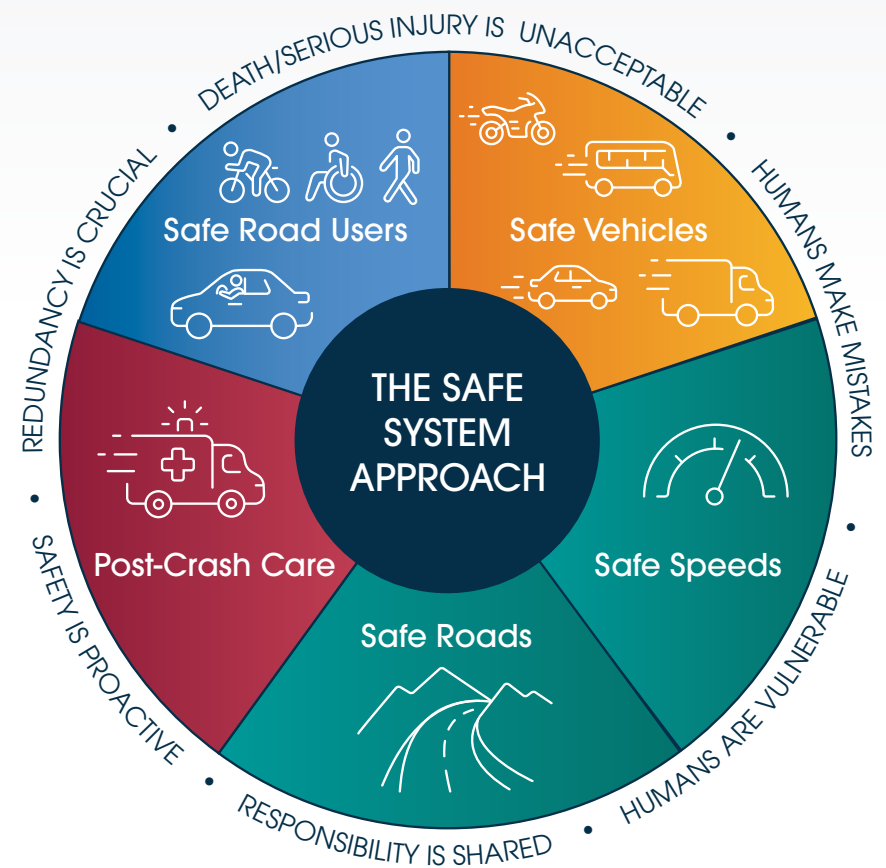 DEATH/SERIOUS INJURY IS UNACCEPTABLE
HUMANS MAKE MISTAKES
HUMANS ARE VULNERABLE
RESPONSIBILITY IS SHARED
SAFETY IS PROACTIVE
REDUNDANCY IS CRUCIAL
Safe Road Users
Safe Vehicles
THE SAFE
SYSTEM
APPROACH
Safe Speeds
Safe Roads
Post-Crash Care